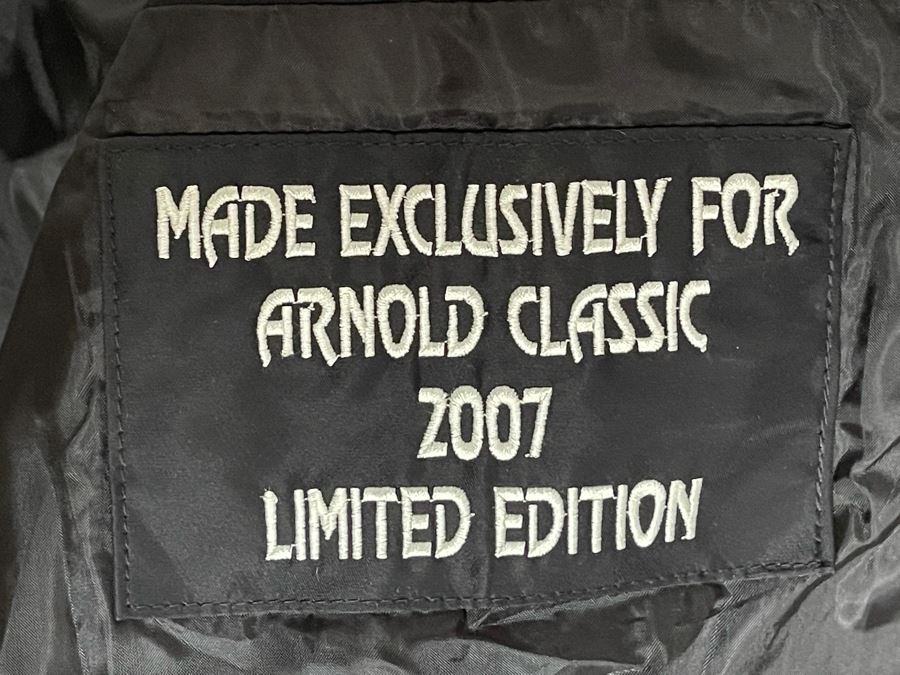 MADE EXCLUSIVELY FOR
ARNOLD CLASSIC
2007
LIMITED EDITION